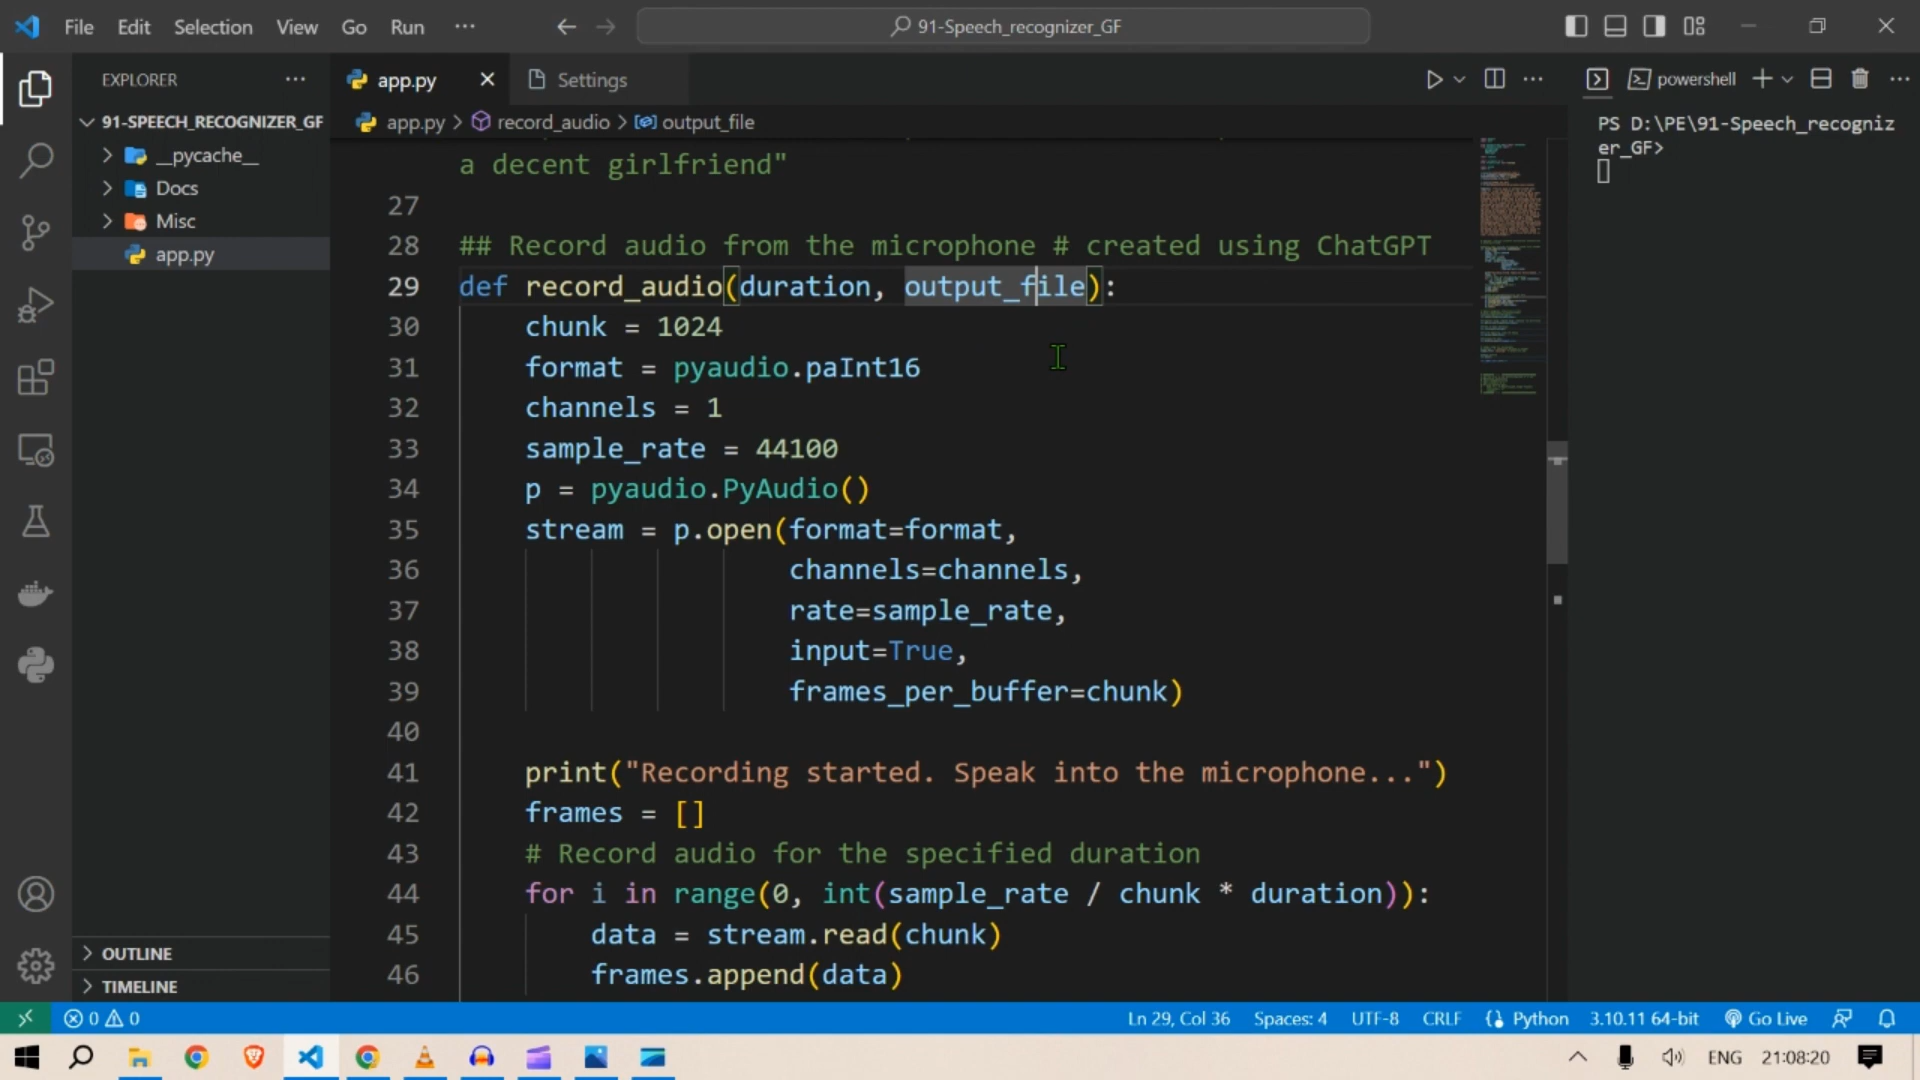 File Edit Selection View Go Run ··· 91-Speech_recognizer_GF
EXPLORER ··· app.py Settings powershell
91-SPEECH_RECOGNIZER_GF
__pycache__
Docs
Misc
app.py
OUTLINE
TIMELINE
app.py > record_audio > output_file
a decent girlfriend"
27
28 ## Record audio from the microphone # created using ChatGPT
29 def record_audio(duration, output_file):
30 chunk = 1024
31 format = pyaudio.paInt16
32 channels = 1
33 sample_rate = 44100
34 p = pyaudio.PyAudio()
35 stream = p.open(format=format,
36 channels=channels,
37 rate=sample_rate,
38 input=True,
39 frames_per_buffer=chunk)
40
41 print("Recording started. Speak into the microphone...")
42 frames = []
43 # Record audio for the specified duration
44 for i in range(0, int(sample_rate / chunk * duration)):
45 data = stream.read(chunk)
46 frames.append(data)
PS D:\PE\91-Speech_recogniz
er_GF>
0 0 Ln 29, Col 36 Spaces: 4 UTF-8 CRLF Python 3.10.11 64-bit Go Live
ENG 21:08:20